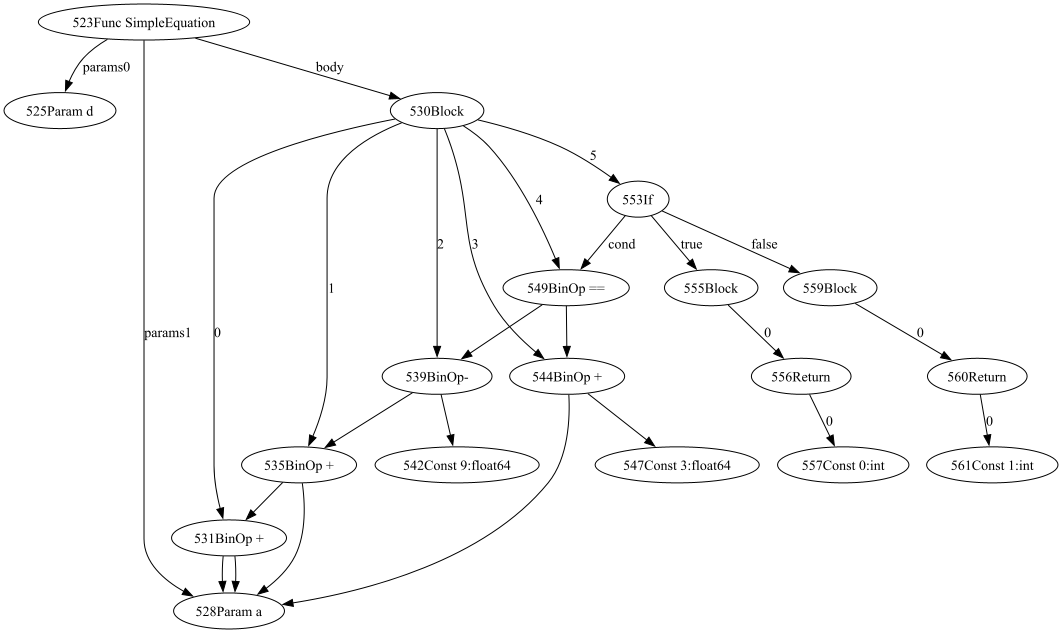 523Func SimpleEquation
params0
body
525Param d
530Block
5
553If
4
2
3
cond
true
false
1
549BinOp ==
555Block
559Block
params1
0
0
0
539BinOp-
544BinOp +
556Return
560Return
0
0
535BinOp +
542Const 9:float64
547Const 3:float64
557Const 0:int
561Const 1:int
531BinOp +
528Param a